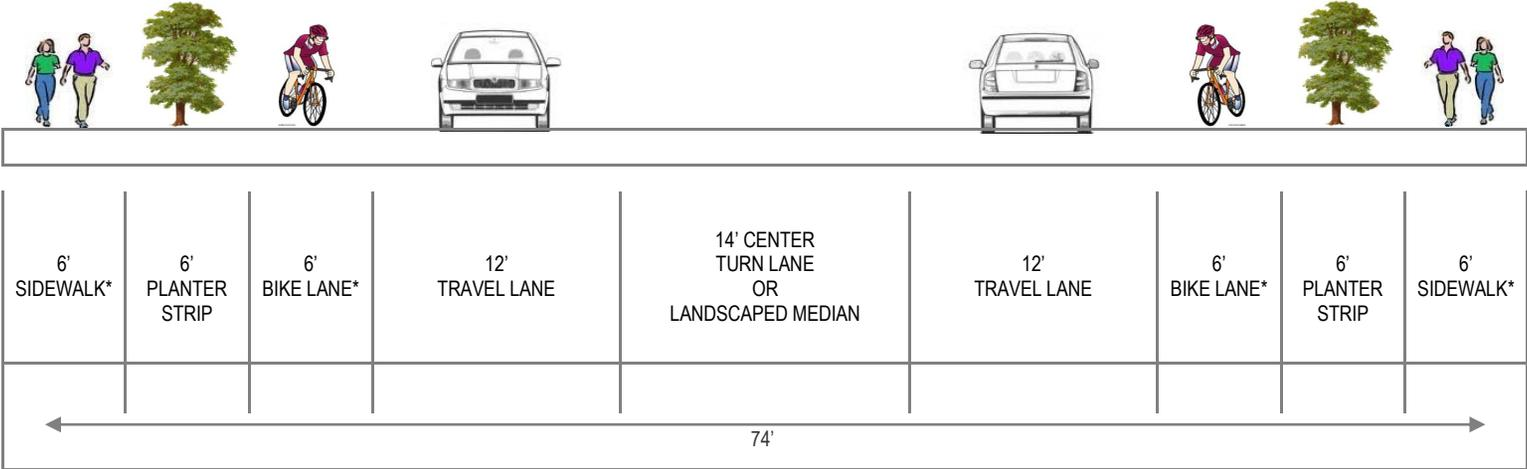 6’
SIDEWALK*
6’
PLANTER
STRIP
6’
BIKE LANE*
12’
TRAVEL LANE
14’ CENTER
TURN LANE
OR
LANDSCAPED MEDIAN
12’
TRAVEL LANE
6’
BIKE LANE*
6’
PLANTER
STRIP
6’
SIDEWALK*
74’